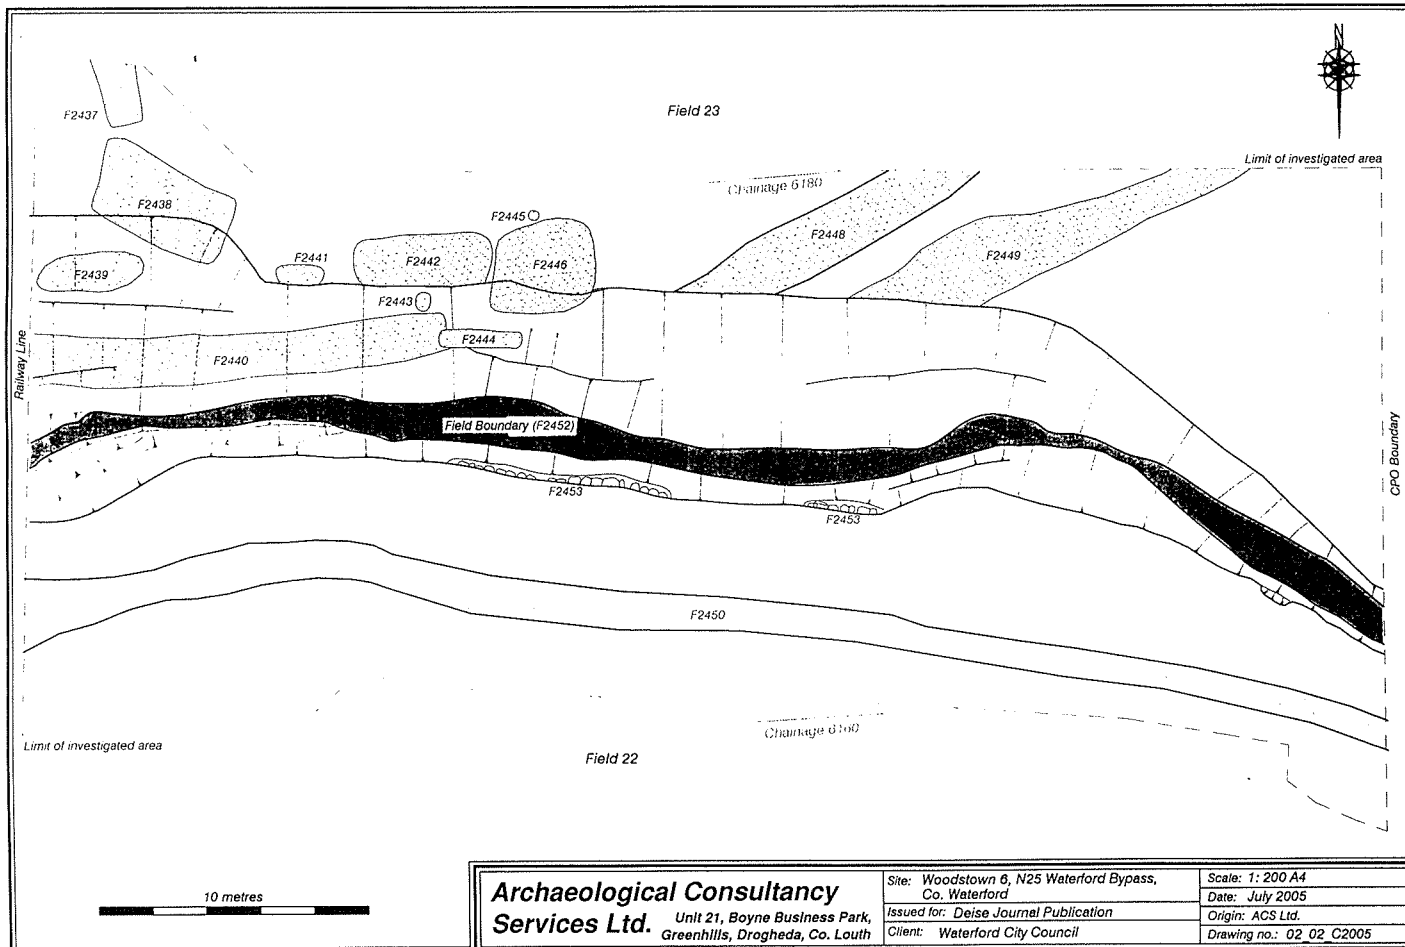 N
Field 23
F2437
Limit of investigated area
Chainage 6180
F2438
F2445
F2448
F2441
F2442
F2446
F2449
F2439
F2443
F2444
F2440
Railway Line
Field Boundary (F2452)
CPO Boundary
F2453
F2453
F2450
Chainage 6160
Limit of investigated area
Field 22
10 metres
Archaeological Consultancy
Services Ltd. Unit 21, Boyne Business Park,
Greenhills, Drogheda, Co. Louth
Site: Woodstown 6, N25 Waterford Bypass,
Co. Waterford
Issued for: Deise Journal Publication
Client: Waterford City Council
Scale: 1: 200 A4
Date: July 2005
Origin: ACS Ltd.
Drawing no.: 02_02_C2005